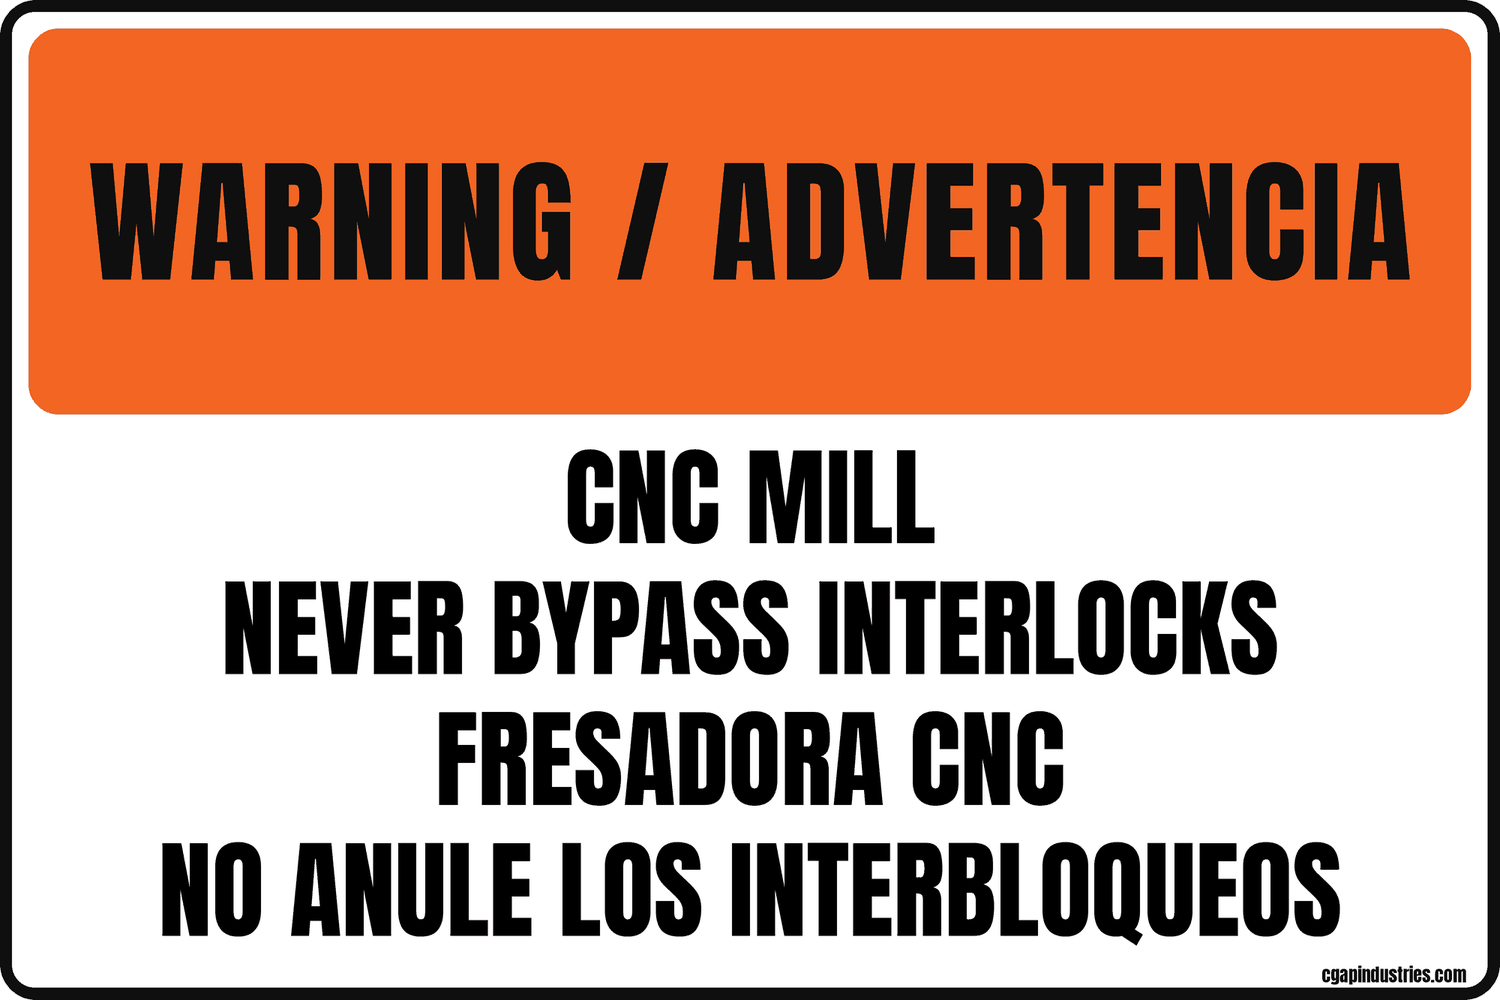 WARNING / ADVERTENCIA
CNC MILL
NEVER BYPASS INTERLOCKS
FRESADORA CNC
NO ANULE LOS INTERBLOQUEOS
cgapindustries.com